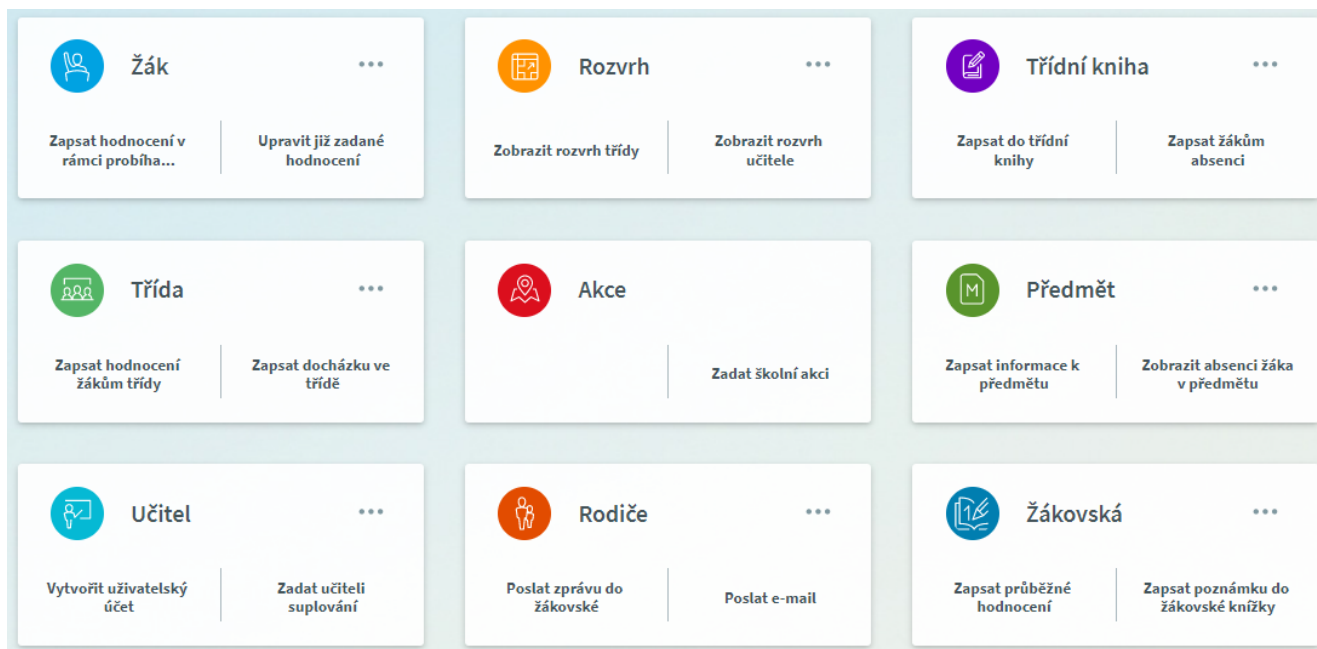 Žák
Rozvrh
Třídní kniha
Zapsat hodnocení v
rámci probíha...
Upravit již zadané
hodnocení
Zobrazit rozvrh třídy
Zobrazit rozvrh
učitele
Zapsat do třídní
knihy
Zapsat žákům
absenci
Třída
Akce
Předmět
Zapsat hodnocení
žákům třídy
Zapsat docházku ve
třídě
Zadat školní akci
M
Zapsat informace k
předmětu
Zobrazit absenci žáka
v předmětu
Učitel
Rodiče
Žákovská
Vytvořit uživatelský
účet
Zadat učiteli
suplování
Poslat zprávu do
žákovské
Poslat e-mail
1
Zapsat průběžné
hodnocení
Zapsat poznámku do
žákovské knížky